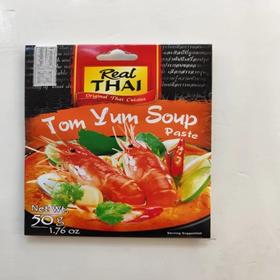 Real
THAI
Original Thai Cuisine
Tom Yum Soup
Paste
Net Wt.
50 g
1.76 oz
Serving Suggestion